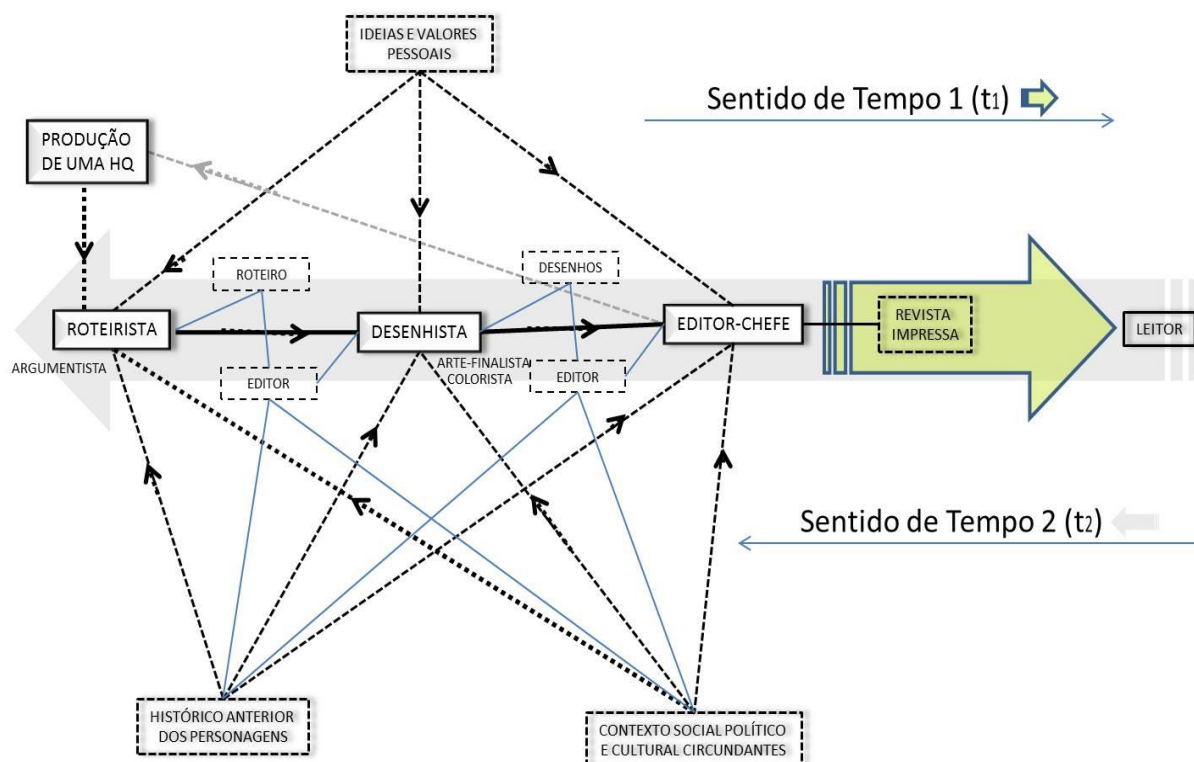 IDEIAS E VALORES
PESSOAIS
Sentido de Tempo 1 (t1)
PRODUÇÃO
DE UMA HQ
ROTEIRO
DESENHOS
ROTEIRISTA
DESENHISTA
EDITOR-CHEFE
REVISTA
IMPRESSA
LEITOR
ARGUMENTISTA
EDITOR
ARTE-FINALISTA
COLORISTA
EDITOR
Sentido de Tempo 2 (t2)
HISTÓRICO ANTERIOR
DOS PERSONAGENS
CONTEXTO SOCIAL POLÍTICO
E CULTURAL CIRCUNDANTES